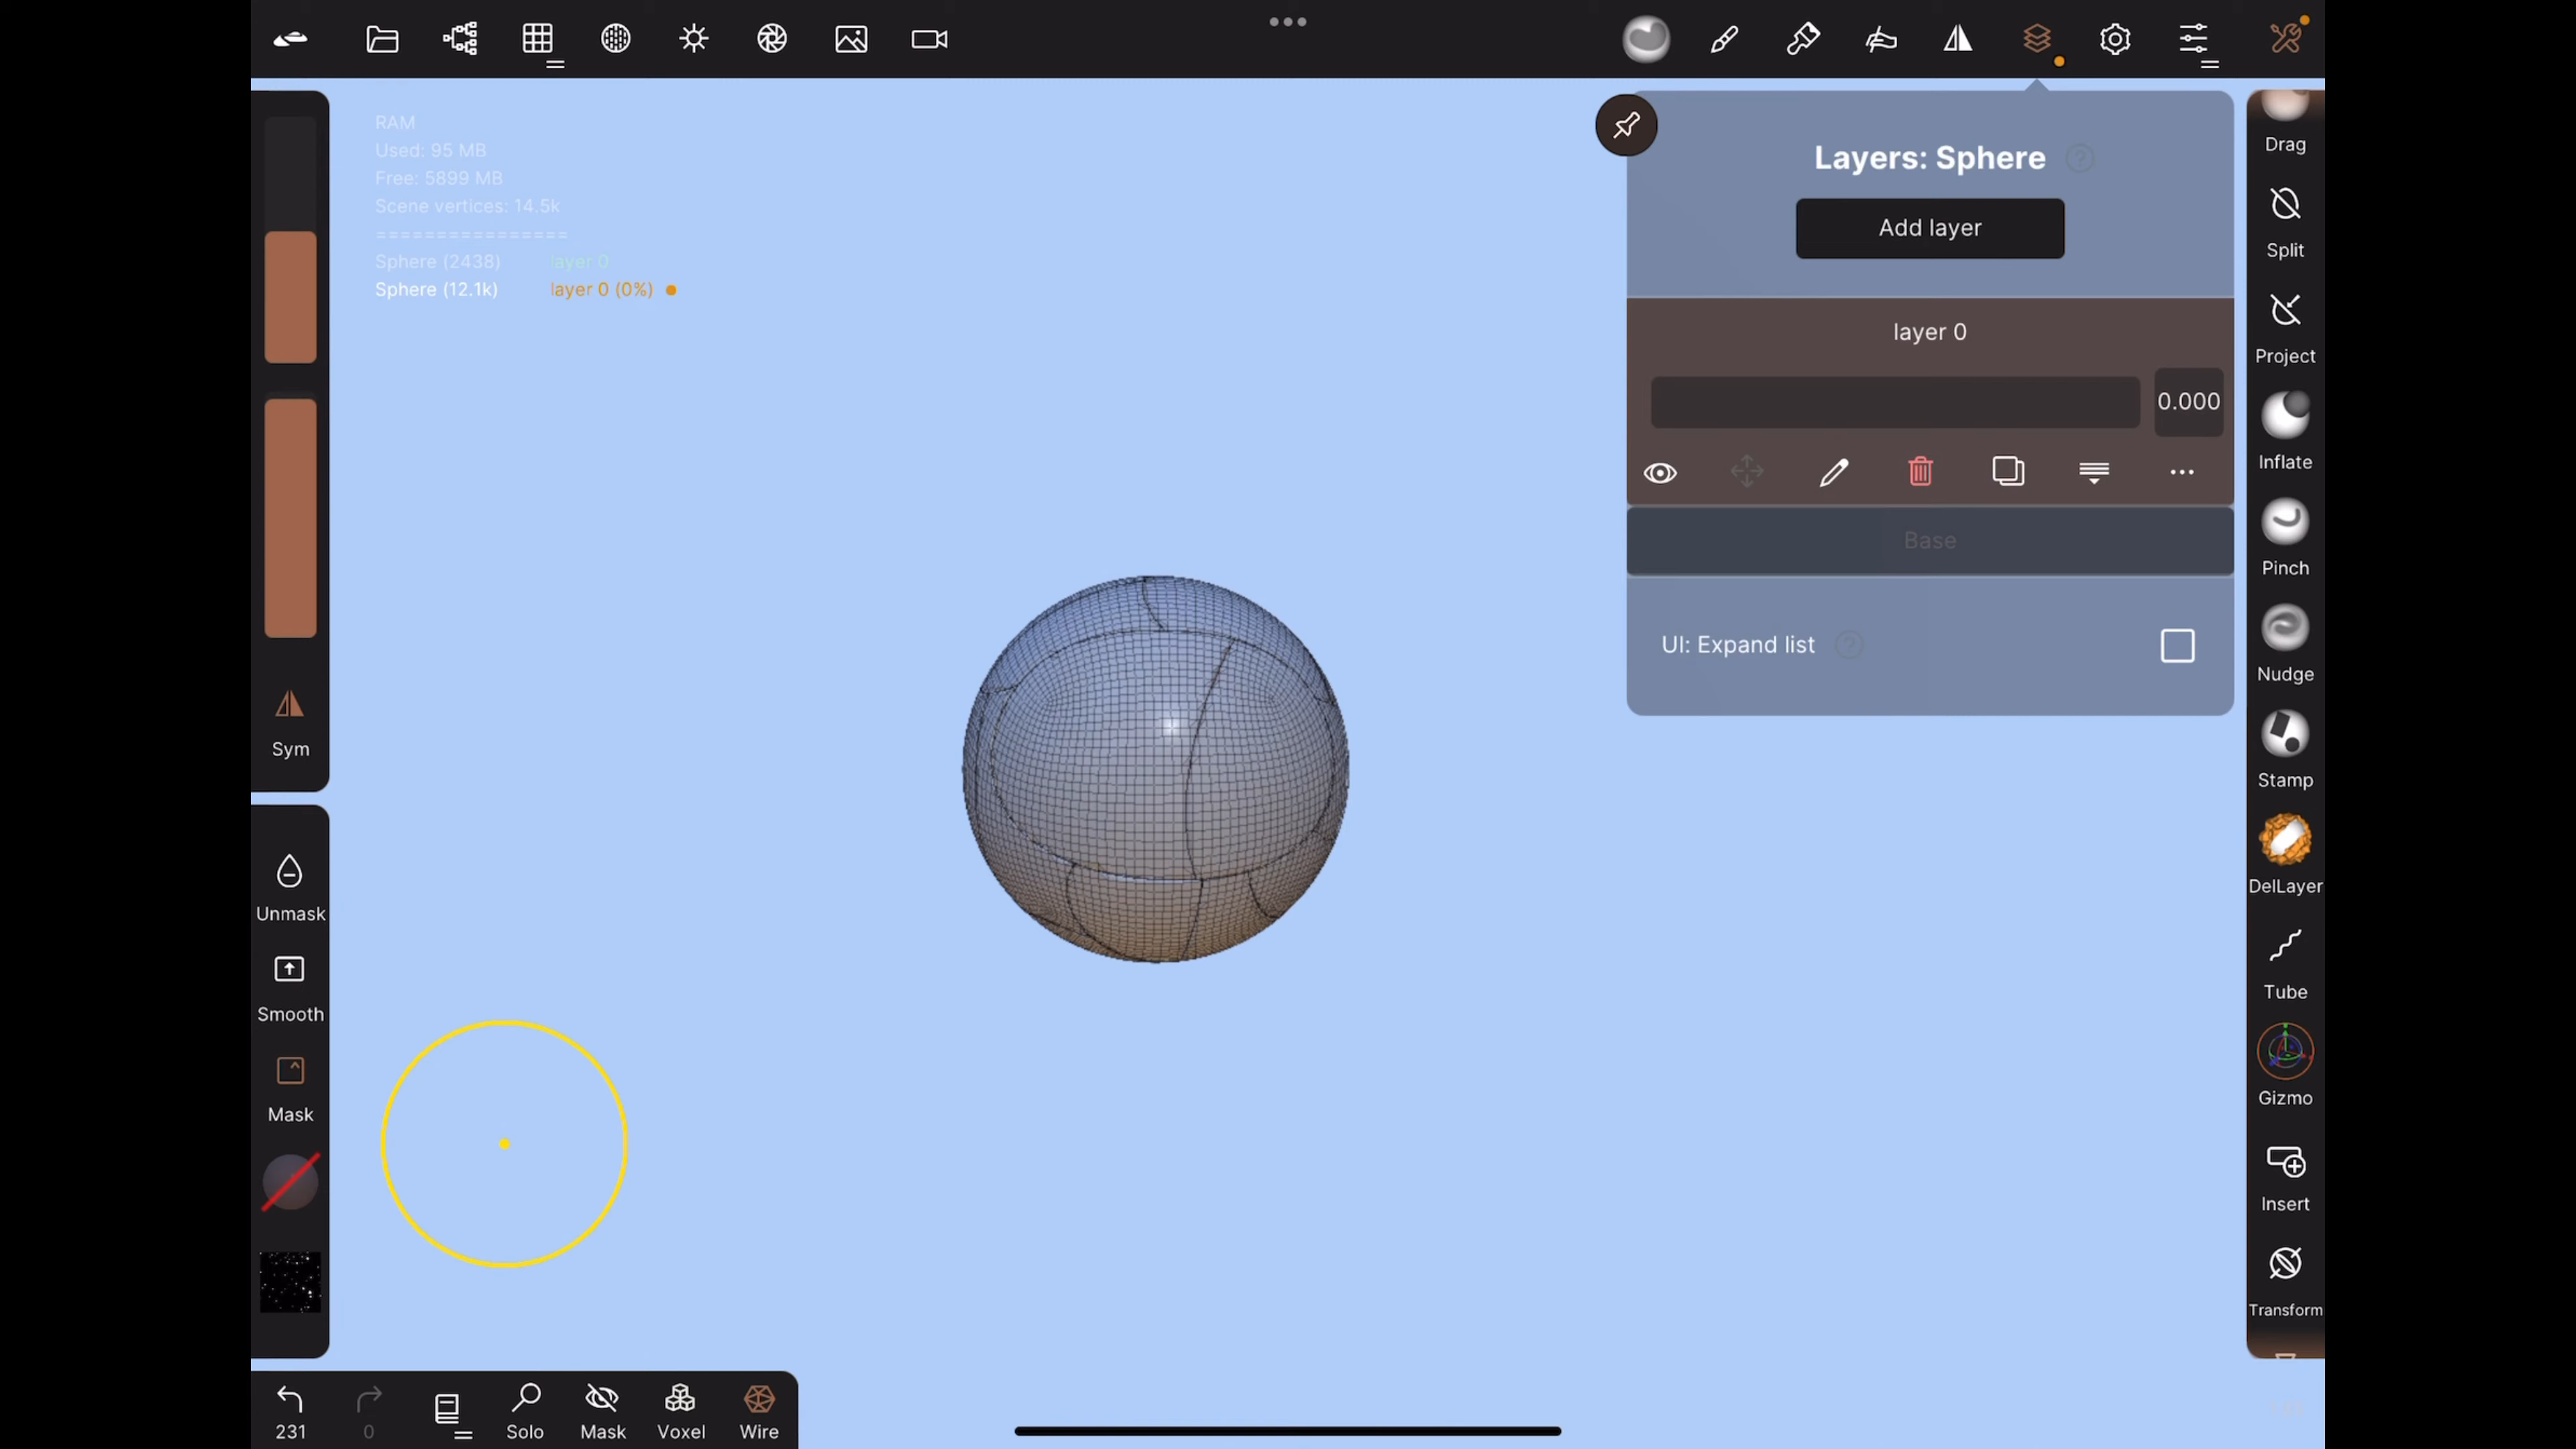 RAM
Used: 95 MB
Free: 5899 MB
Scene vertices: 14.5k
================
Sphere (2438) layer 0
Sphere (12.1k) layer 0 (0%)
Layers: Sphere ?
Add layer
layer 0
0.000
Base
UI: Expand list ?
Sym
Unmask
Smooth
Mask
231
0
Solo
Mask
Voxel
Wire
Drag
Split
Project
Inflate
Pinch
Nudge
Stamp
DelLayer
Tube
Gizmo
Insert
Transform